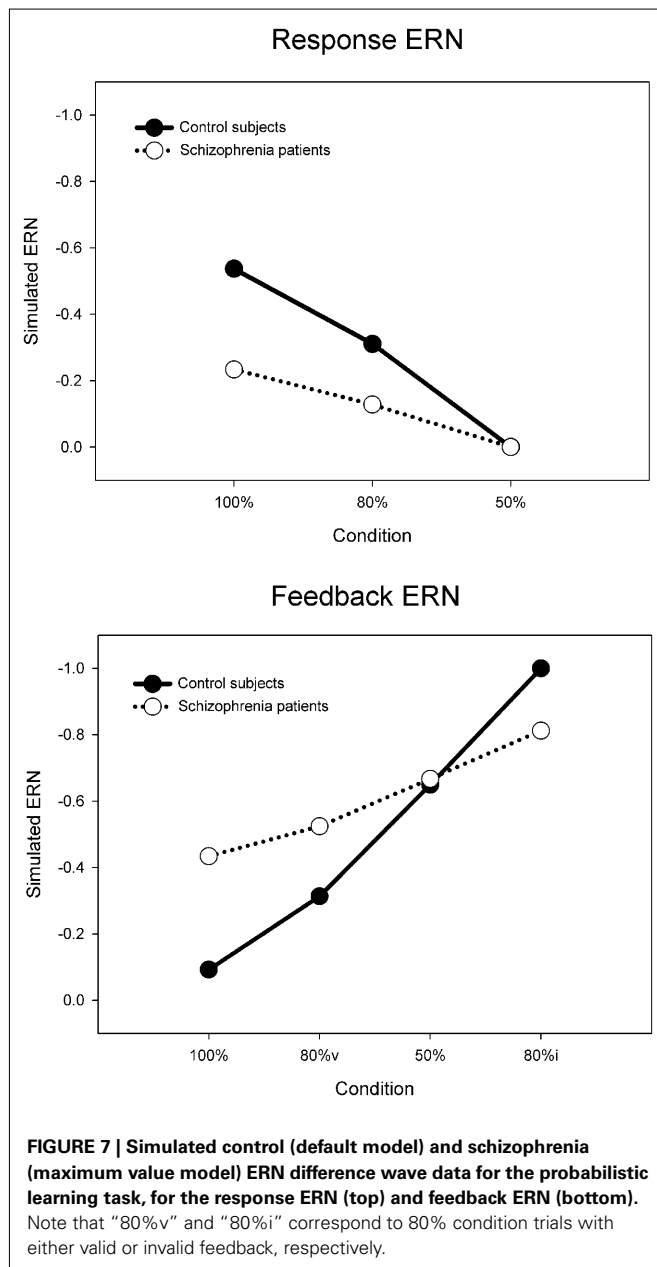 Response ERN
-1.0
-0.8
-0.6
-0.4
-0.2
0.0
Simulated ERN
Control subjects
Schizophrenia patients
100% 80% 50%
Condition
Feedback ERN
-1.0
-0.8
-0.6
-0.4
-0.2
0.0
Simulated ERN
Control subjects
Schizophrenia patients
100% 80%v 50% 80%i
Condition
FIGURE 7 | Simulated control (default model) and schizophrenia
(maximum value model) ERN difference wave data for the probabilistic
learning task, for the response ERN (top) and feedback ERN (bottom).
Note that “80%v” and “80%i” correspond to 80% condition trials with
either valid or invalid feedback, respectively.